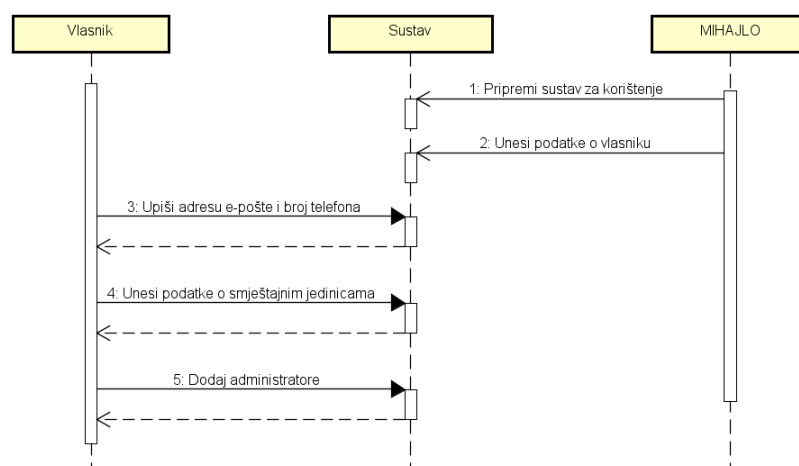 Vlasnik
Sustav
MIHAJLO
1: Pripremi sustav za korištenje
2: Unesi podatke o vlasniku
3: Upiši adresu e-pošte i broj telefona
4: Unesi podatke o smještajnim jedinicama
5: Dodaj administratore